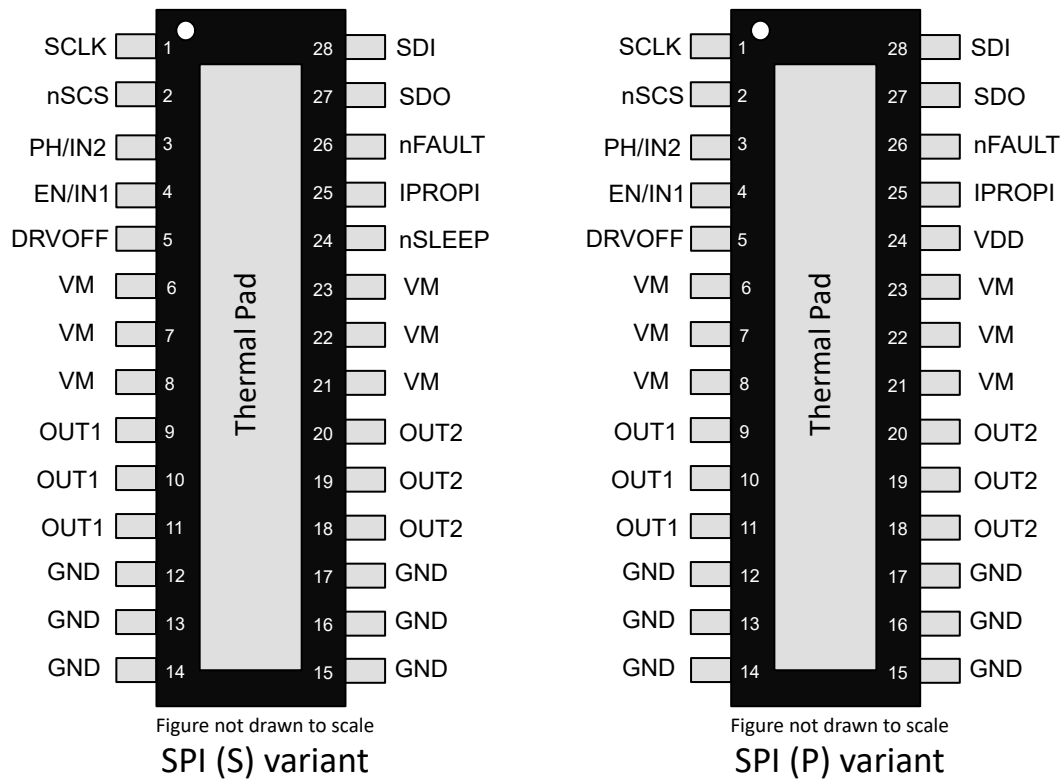 SCLK 1 28 SDI
nSCS 2 27 SDO
PH/IN2 3 26 nFAULT
EN/IN1 4 25 IPROPI
DRVOFF 5 24 nSLEEP
VM 6 23 VM
VM 7 22 VM
VM 8 21 VM
OUT1 9 20 OUT2
OUT1 10 19 OUT2
OUT1 11 18 OUT2
GND 12 17 GND
GND 13 16 GND
GND 14 15 GND
Thermal Pad
Figure not drawn to scale
SPI (S) variant
SCLK 1 28 SDI
nSCS 2 27 SDO
PH/IN2 3 26 nFAULT
EN/IN1 4 25 IPROPI
DRVOFF 5 24 VDD
VM 6 23 VM
VM 7 22 VM
VM 8 21 VM
OUT1 9 20 OUT2
OUT1 10 19 OUT2
OUT1 11 18 OUT2
GND 12 17 GND
GND 13 16 GND
GND 14 15 GND
Thermal Pad
Figure not drawn to scale
SPI (P) variant